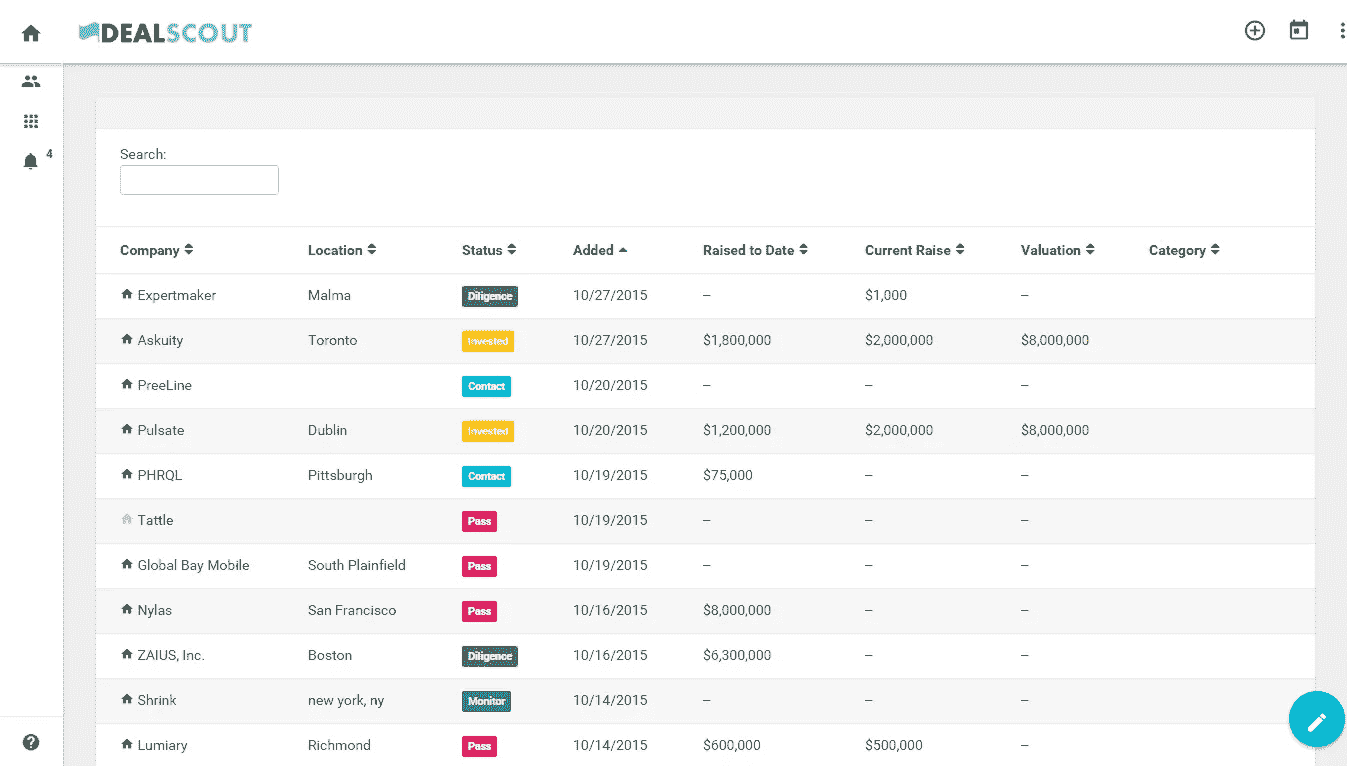 DEALSCOUT
4
Search:
Company Location Status Added Raised to Date Current Raise Valuation Category
Expertmaker Malma Diligence 10/27/2015 – $1,000 –
Askuity Toronto Invested 10/27/2015 $1,800,000 $2,000,000 $8,000,000
PreeLine Contact 10/20/2015 – – –
Pulsate Dublin Invested 10/20/2015 $1,200,000 $2,000,000 $8,000,000
PHRQL Pittsburgh Contact 10/19/2015 $75,000 – –
Tattle Pass 10/19/2015 – – –
Global Bay Mobile South Plainfield Pass 10/19/2015 – – –
Nylas San Francisco Pass 10/16/2015 $8,000,000 – –
ZAIUS, Inc. Boston Diligence 10/16/2015 $6,300,000 – –
Shrink new york, ny Monitor 10/14/2015 – – –
Lumiary Richmond Pass 10/14/2015 $600,000 $500,000 –